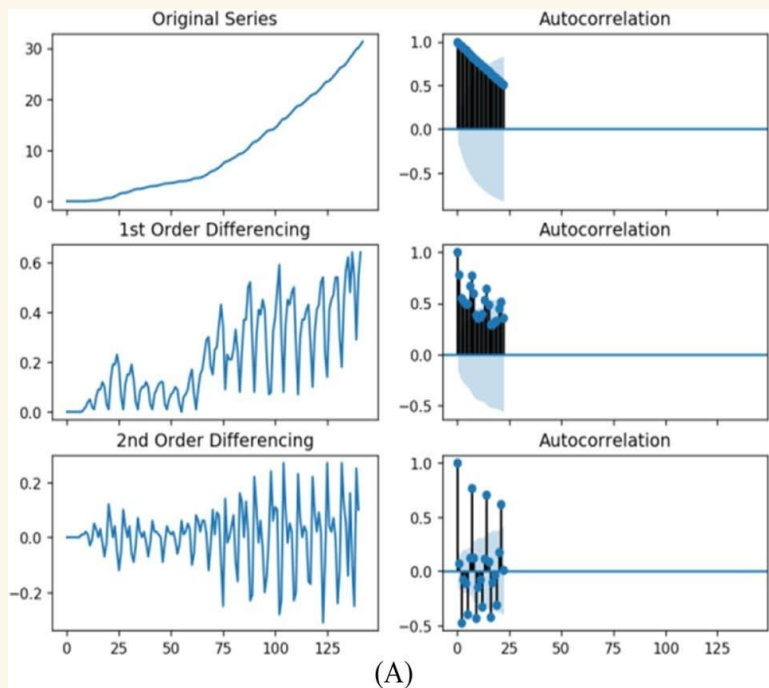 Original Series
Autocorrelation
30
20
10
0
1.0
0.5
0.0
−0.5
1st Order Differencing
Autocorrelation
0.6
0.4
0.2
0.0
1.0
0.5
0.0
−0.5
2nd Order Differencing
Autocorrelation
0.2
0.0
−0.2
1.0
0.5
0.0
−0.5
0 25 50 75 100 125
0 25 50 75 100 125
(A)